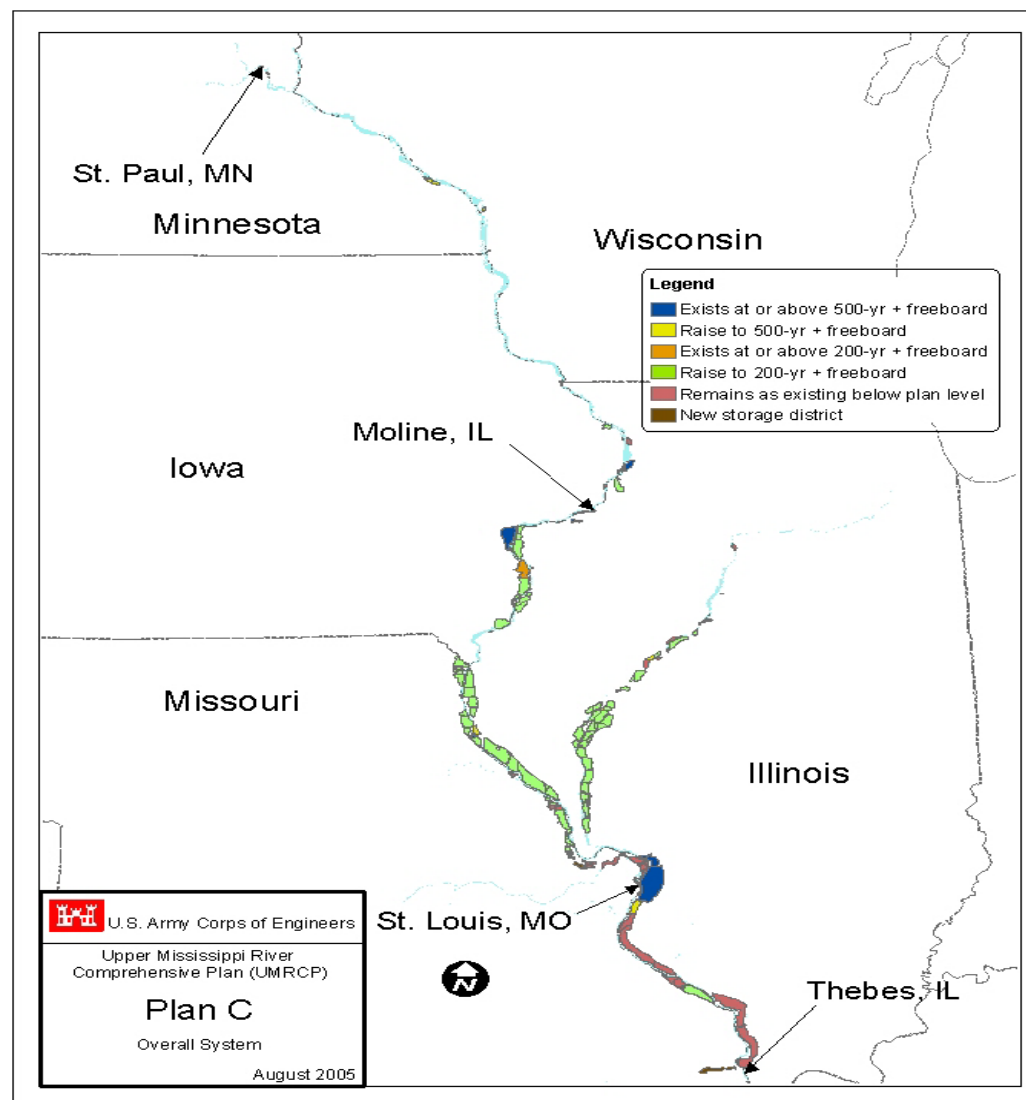 St. Paul, MN
Minnesota
Wisconsin
Legend
Exists at or above 500-yr + freeboard
Raise to 500-yr + freeboard
Exists at or above 200-yr + freeboard
Raise to 200-yr + freeboard
Remains as existing below plan level
New storage district
Moline, IL
Iowa
Missouri
Illinois
St. Louis, MO
Thebes, IL
N
U.S. Army Corps of Engineers
Upper Mississippi River
Comprehensive Plan (UMRCP)
Plan C
Overall System
August 2005